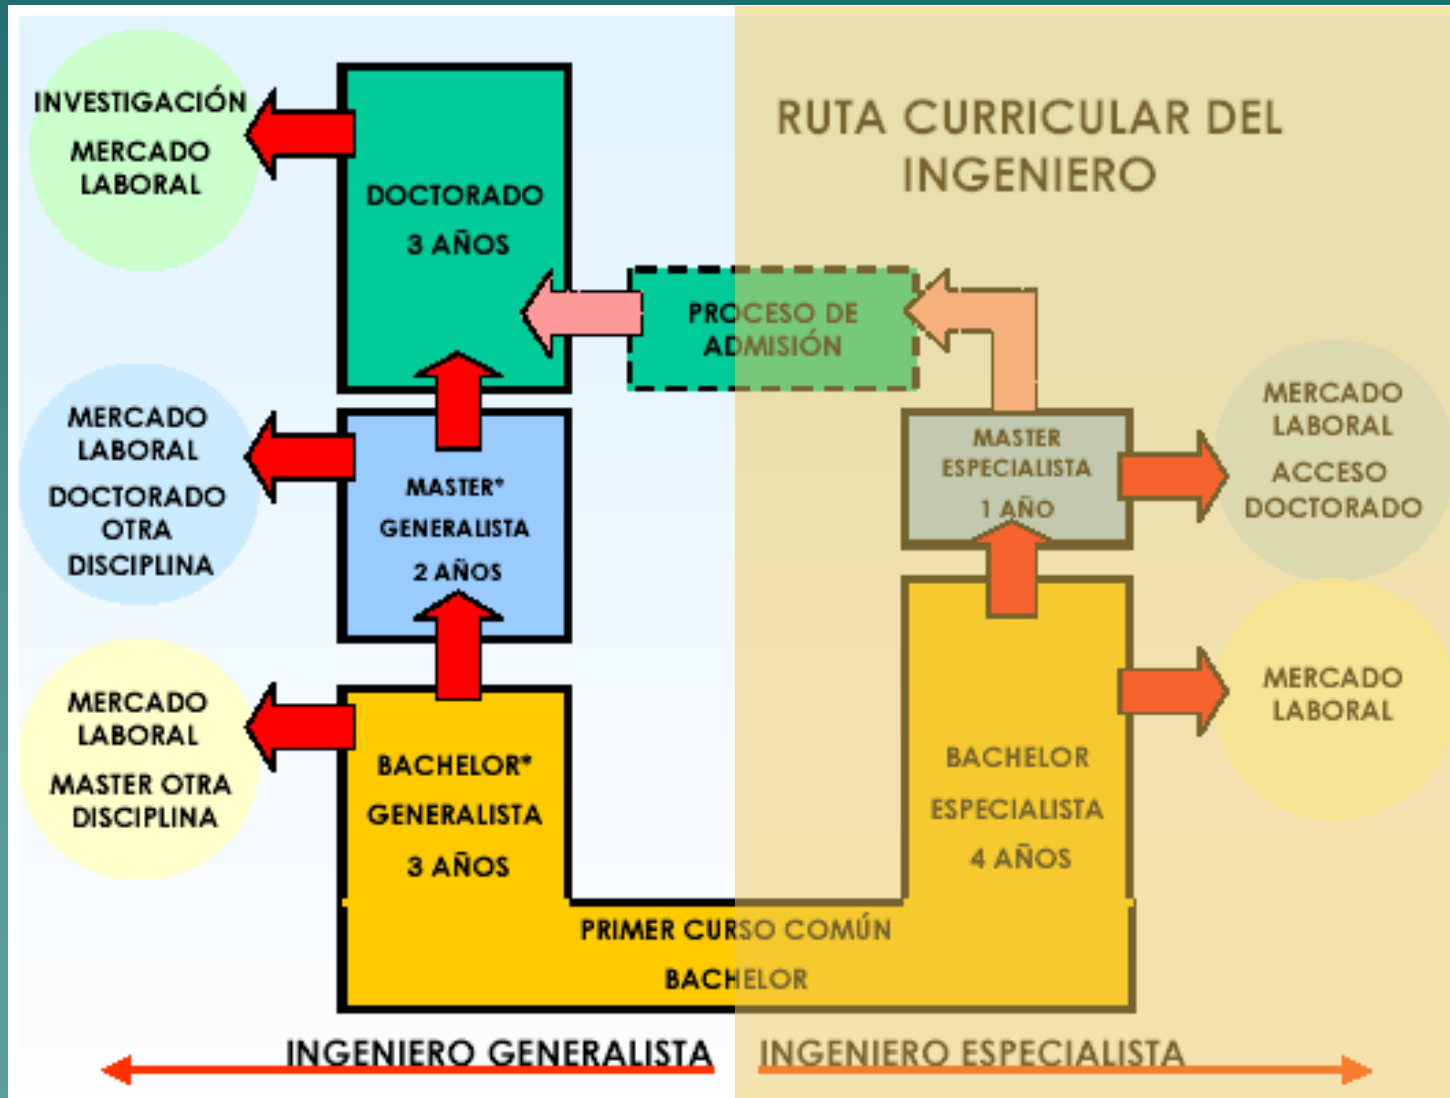 RUTA CURRICULAR DEL
INGENIERO
INVESTIGACIÓN
MERCADO
LABORAL
DOCTORADO
3 AÑOS
PROCESO DE
ADMISIÓN
MERCADO
LABORAL
DOCTORADO
OTRA
DISCIPLINA
MASTER*
GENERALISTA
2 AÑOS
MASTER
ESPECIALISTA
1 AÑO
MERCADO
LABORAL
ACCESO
DOCTORADO
MERCADO
LABORAL
MASTER OTRA
DISCIPLINA
BACHELOR*
GENERALISTA
3 AÑOS
BACHELOR
ESPECIALISTA
4 AÑOS
MERCADO
LABORAL
PRIMER CURSO COMÚN
BACHELOR
INGENIERO GENERALISTA
INGENIERO ESPECIALISTA